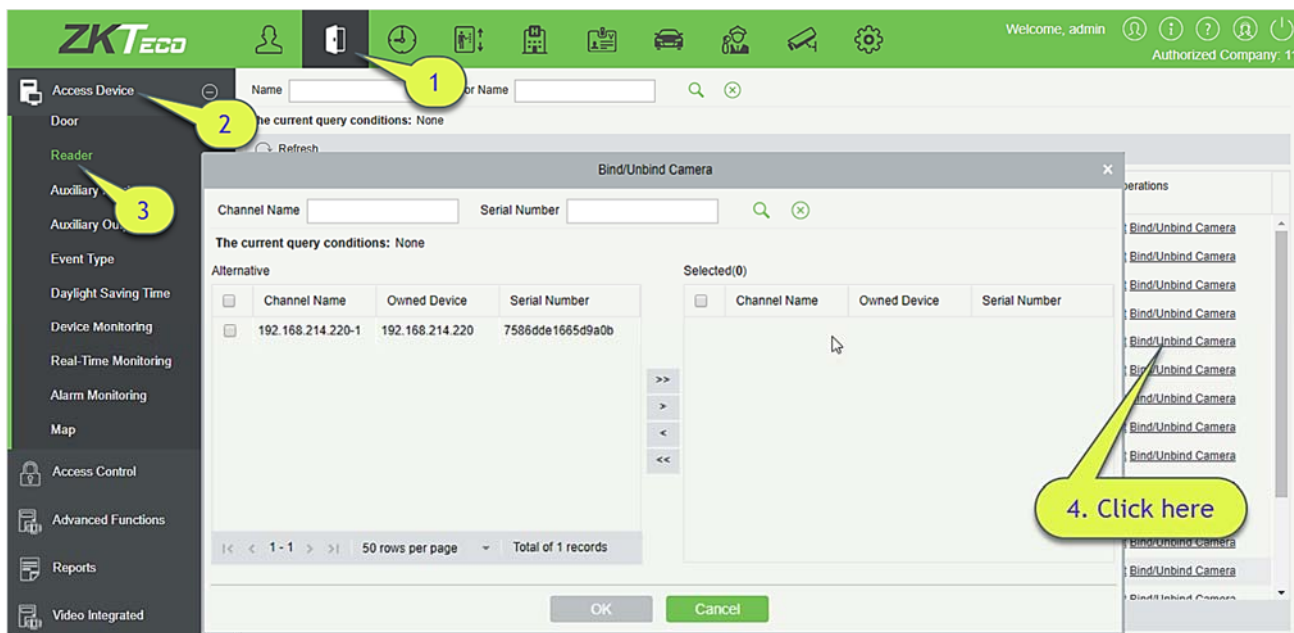 ZKTECO
Welcome, admin
Authorized Company: 1
1
Access Device
2
Door
Reader
3
Auxiliary
Auxiliary
Event Type
Daylight Saving Time
Device Monitoring
Real-Time Monitoring
Alarm Monitoring
Map
Access Control
Advanced Functions
Reports
Video Integrated
Name
Name
The current query conditions: None
Refresh
Bind/Unbind Camera
Channel Name
Serial Number
The current query conditions: None
Alternative
Channel Name Owned Device Serial Number
192.168.214.220-1 192.168.214.220 7586dde1665d9a0b
>>
>
<
<<
Selected(0)
Channel Name Owned Device Serial Number
|< < 1 - 1 > >| 50 rows per page Total of 1 records
OK Cancel
Bind/Unbind Camera
Bind/Unbind Camera
Bind/Unbind Camera
Bind/Unbind Camera
Bind/Unbind Camera
Bind/Unbind Camera
Bind/Unbind Camera
Bind/Unbind Camera
Bind/Unbind Camera
4. Click here
Bind/Unbind Camera
Bind/Unbind Camera
Bind/Unbind Camera